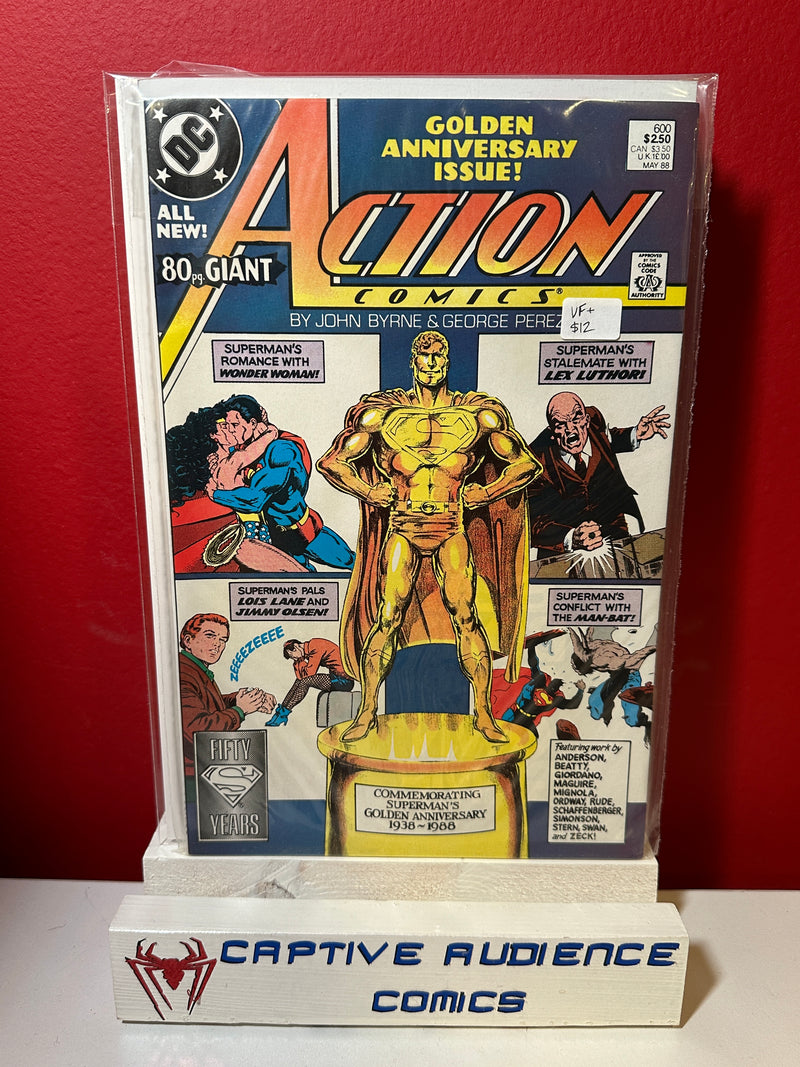 DC
ALL
NEW!
80pg. GIANT
GOLDEN
ANNIVERSARY
ISSUE!
600
$2.50
CAN $3.50
MAY 88
APPROVED
BY THE
COMICS
CODE
AUTHORITY
ACTION
COMICS®
BY JOHN BYRNE & GEORGE PEREZ
VF+
$12
SUPERMAN'S
ROMANCE WITH
WONDER WOMAN!
SUPERMAN'S
STALEMATE WITH
LEX LUTHOR!
SUPERMAN'S PALS
LOIS LANE AND
JIMMY OLSEN!
ZEEEEZEEEE
SUPERMAN'S
CONFLICT WITH
THE MAN-BAT!
FIFTY
S
YEARS
COMMEMORATING
SUPERMAN'S
GOLDEN ANNIVERSARY
1938~1988
Featuring work by
ANDERSON,
BEATTY,
GIORDANO,
MAGUIRE,
MIGNOLA,
ORDWAY, RUDE,
SCHAFFENBERGER,
SIMONSON,
STERN, SWAN,
and ZECK!
CAPTIVE AUDIENCE
COMICS